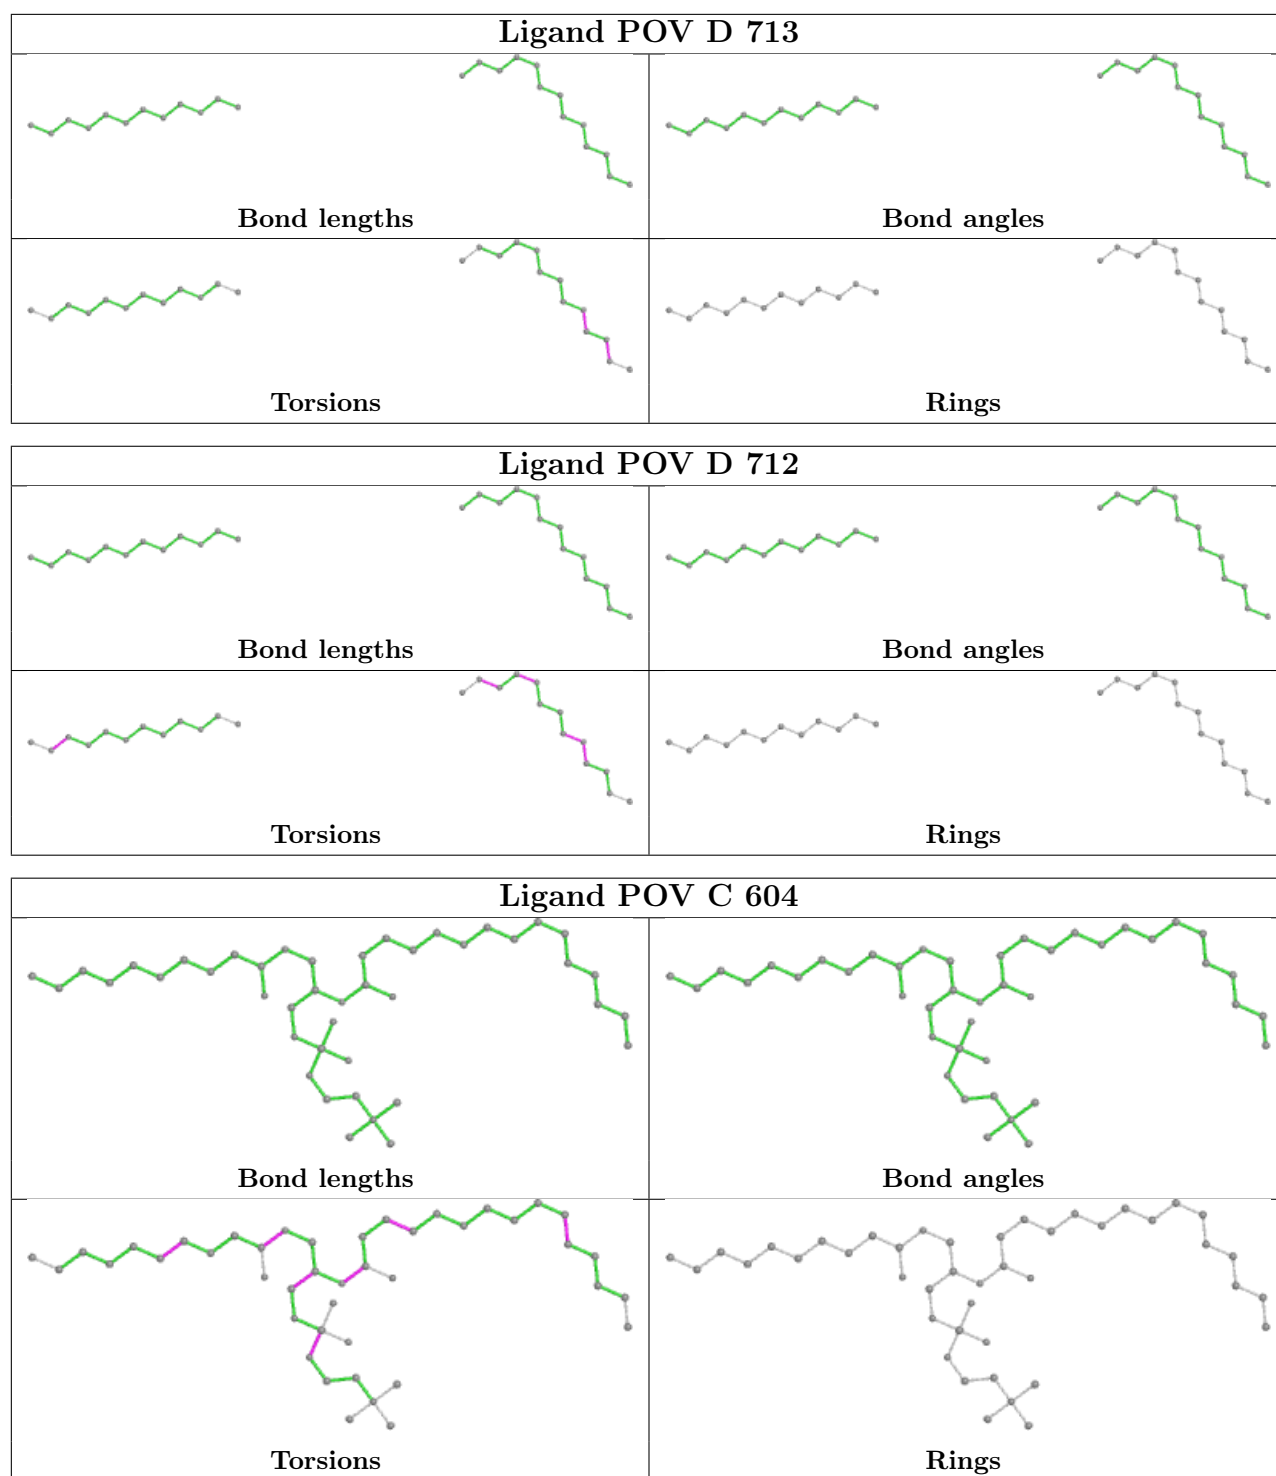 Ligand POV D 713
Bond lengths
Bond angles
Torsions
Rings
Ligand POV D 712
Bond lengths
Bond angles
Torsions
Rings
Ligand POV C 604
Bond lengths
Bond angles
Torsions
Rings